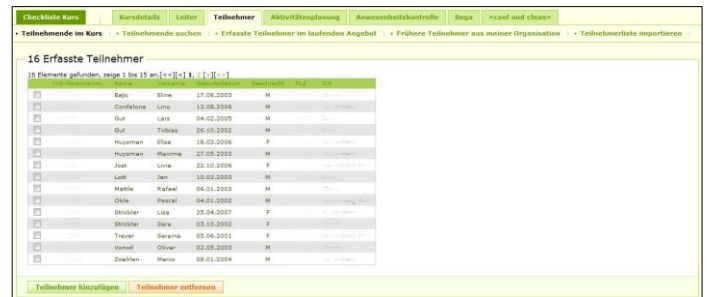 Checkliste Kurs Kursdetails Leiter Teilnehmer Aktivitätenplanung Anwesenheitskontrolle Rega «cool and clean»
• Teilnehmende im Kurs • Teilnehmende suchen • Erfasste Teilnehmer im laufenden Angebot • Frühere Teilnehmer aus meiner Organisation • Teilnehmerliste importieren
16 Erfasste Teilnehmer
16 Elemente gefunden, zeige 1 bis 15 an.[<<][<] 1, 2 [>][>>]
Name Vorname Geburtsdatum Geschlecht PLZ Ort
Bajic Eline 17.08.2003 M
Confalone Lino 13.08.2006 M
Gut Lars 04.02.2005 M
Gut Tobias 26.10.2002 M
Huysman Elisa 18.03.2006 F
Huysman Maxime 27.05.2003 M
Jost Livia 22.10.2006 F
Lott Jan 10.03.2003 M
Mattle Rafael 06.01.2003 M
Okle Pascal 04.01.2002 M
Strickler Lisa 25.04.2007 F
Strickler Sara 03.10.2002 F
Treyer Serama 05.06.2001 F
Vonwil Oliver 02.05.2003 M
Zwahlen Marco 08.01.2004 M
Teilnehmer hinzufügen Teilnehmer entfernen